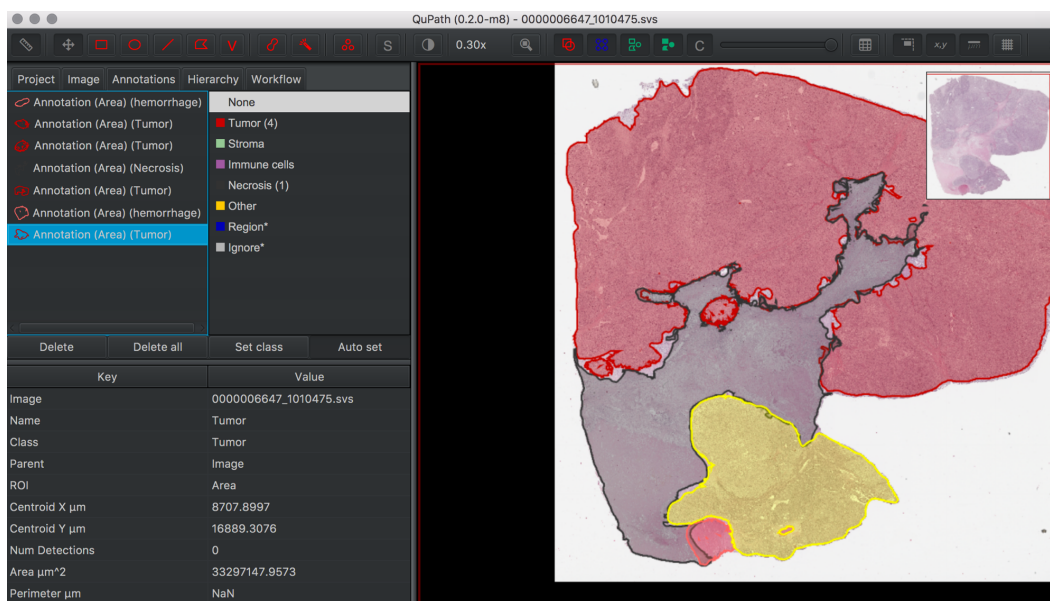 QuPath (0.2.0-m8) - 0000006647_1010475.svs
V S 0.30x C x,y
Project Image Annotations Hierarchy Workflow
Annotation (Area) (hemorrhage)
Annotation (Area) (Tumor)
Annotation (Area) (Tumor)
Annotation (Area) (Necrosis)
Annotation (Area) (Tumor)
Annotation (Area) (hemorrhage)
Annotation (Area) (Tumor)
None
Tumor (4)
Stroma
Immune cells
Necrosis (1)
Other
Region*
Ignore*
Delete Delete all Set class Auto set
Key Value
Image 0000006647_1010475.svs
Name Tumor
Class Tumor
Parent Image
ROI Area
Centroid X µm 8707.8997
Centroid Y µm 16889.3076
Num Detections 0
Area µm^2 33297147.9573
Perimeter µm NaN